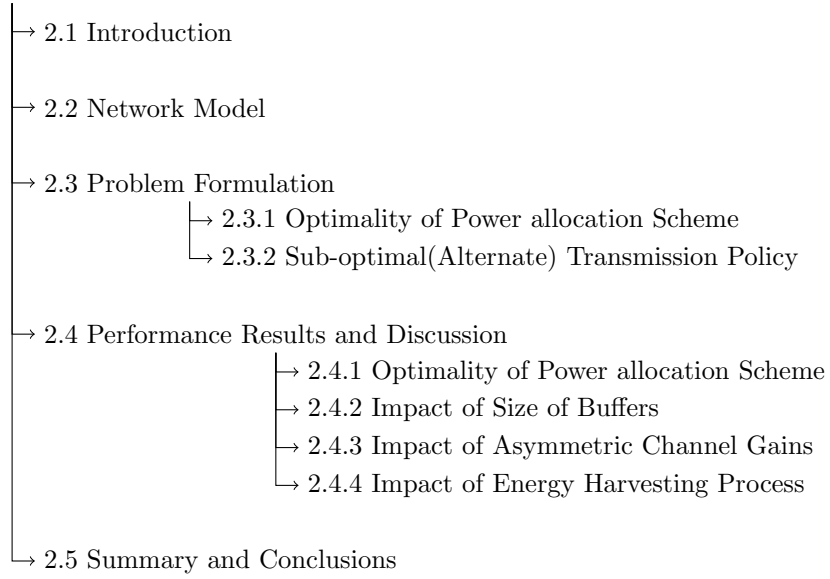 2.1 Introduction
2.2 Network Model
2.3 Problem Formulation
2.3.1 Optimality of Power allocation Scheme
2.3.2 Sub-optimal(Alternate) Transmission Policy
2.4 Performance Results and Discussion
2.4.1 Optimality of Power allocation Scheme
2.4.2 Impact of Size of Buffers
2.4.3 Impact of Asymmetric Channel Gains
2.4.4 Impact of Energy Harvesting Process
2.5 Summary and Conclusions